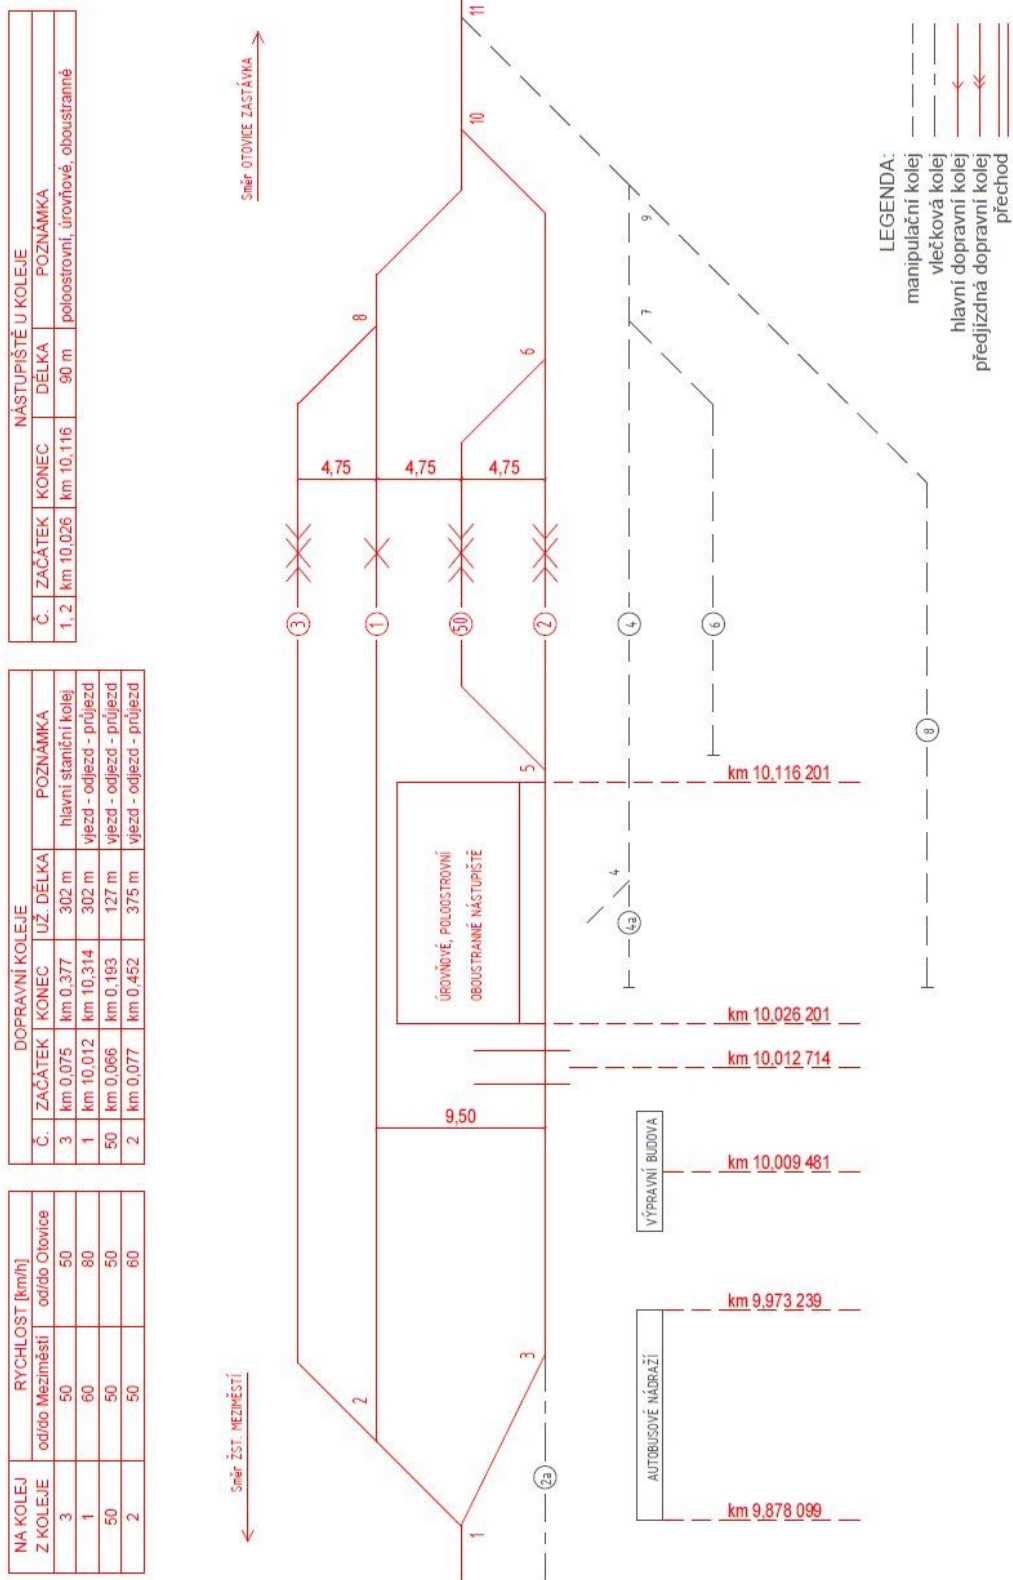 NA KOLEJ
Z KOLEJE
RYCHLOST [km/h]
od/do Meziměstí od/do Otovice
3 50 50
1 60 80
50 50 50
2 50 60
DOPRAVNÍ KOLEJE
Č. ZAČÁTEK KONEC UŽ. DÉLKA POZNÁMKA
3 km 0,075 km 0,377 302 m hlavní staniční kolej
1 km 10,012 km 10,314 302 m vjezd - odjezd - průjezd
50 km 0,066 km 0,193 127 m vjezd - odjezd - průjezd
2 km 0,077 km 0,452 375 m vjezd - odjezd - průjezd
NÁSTUPIŠTĚ U KOLEJE
Č. ZAČÁTEK KONEC DÉLKA POZNÁMKA
1, 2 km 10,026 km 10,116 90 m poloostrovní, úrovňové, oboustranné
Směr ŽST. MEZIMĚSTÍ
Směr OTOVICE ZASTÁVKA
3
4,75
2
1
8
9,50
4,75
1
ÚROVŇOVÉ, POLOOSTROVNÍ
OBOUSTRANNÉ NÁSTUPIŠTĚ
50
4,75
10
11
2a
3
5
2
6
4a
4
4
7
9
6
AUTOBUSOVÉ NÁDRAŽÍ
VÝPRAVNÍ BUDOVA
km 9,878 099
km 9,973 239
km 10,009 481
km 10,012 714
km 10,026 201
km 10,116 201
8
LEGENDA:
manipulační kolej
vlečková kolej
hlavní dopravní kolej
předjízdná dopravní kolej
přechod